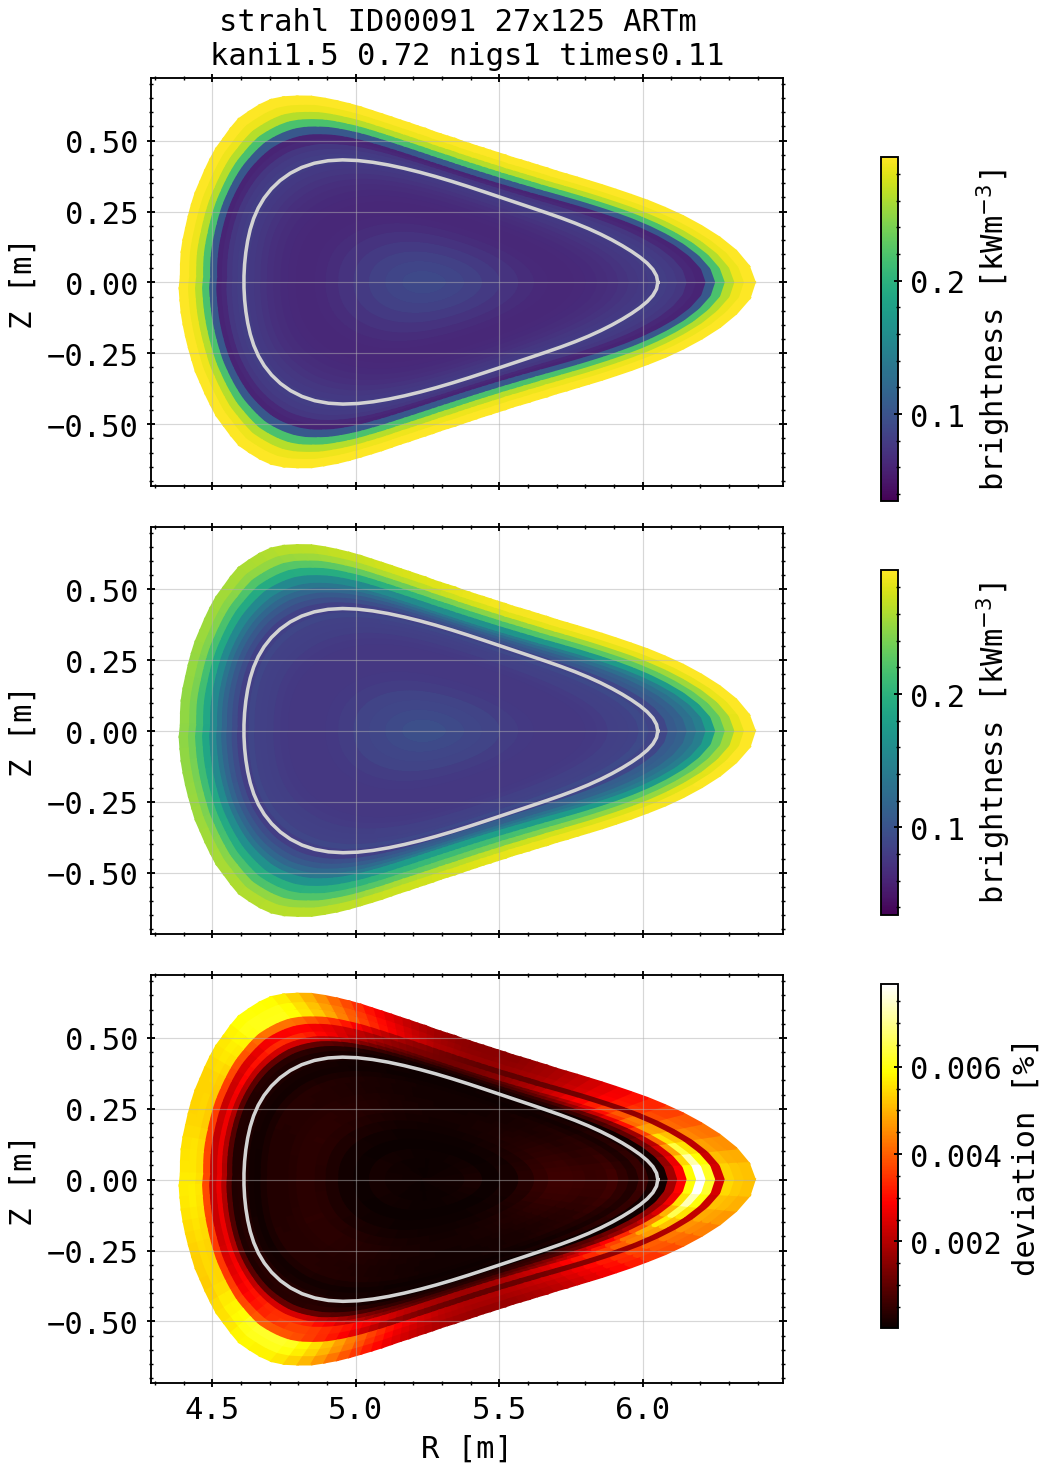 strahl ID00091 27x125 ARTm
kani1.5 0.72 nigs1 times0.11
0.50
0.25
0.00
−0.25
−0.50
Z [m]
0.2
0.1
brightness [kWm⁻³]
0.50
0.25
0.00
−0.25
−0.50
Z [m]
0.2
0.1
brightness [kWm⁻³]
0.50
0.25
0.00
−0.25
−0.50
Z [m]
0.006
0.004
0.002
deviation [%]
4.5 5.0 5.5 6.0
R [m]